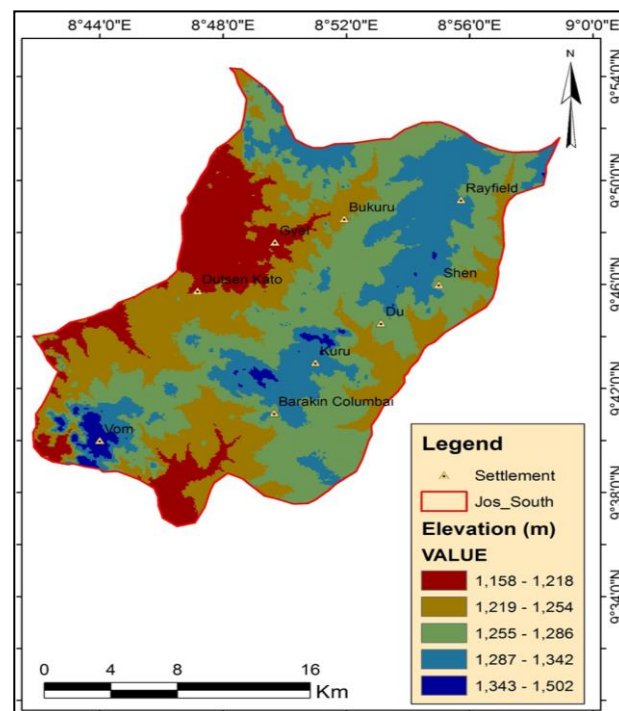 8°44'0"E 8°48'0"E 8°52'0"E 8°56'0"E 9°0'0"E
N
9°54'0"N
9°50'0"N
9°46'0"N
9°42'0"N
9°38'0"N
9°34'0"N
Rayfield
Bukuru
Gyel
Shen
Dutsen Kato
Du
Kuru
Barakin Columbai
Vom
Legend
Settlement
Jos_South
Elevation (m)
VALUE
1,158 - 1,218
1,219 - 1,254
1,255 - 1,286
1,287 - 1,342
1,343 - 1,502
0 4 8 16
Km